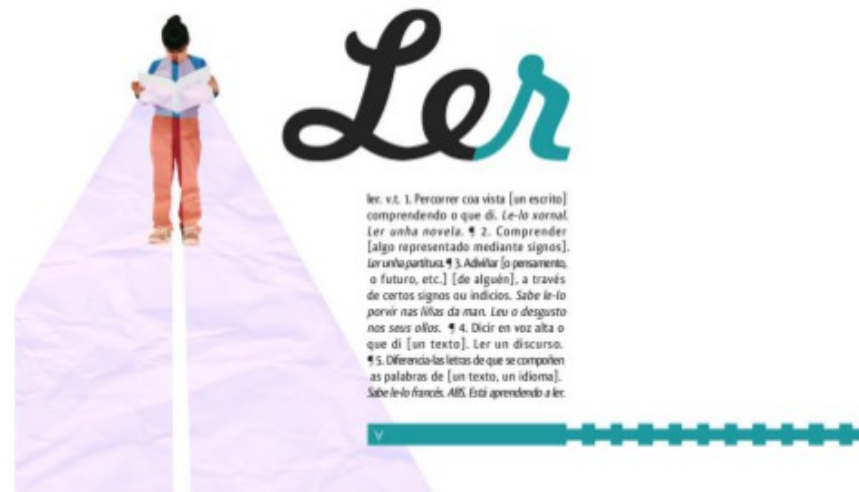 Ler
ler. v.t. 1. Percorrer coa vista [un escrito]
comprendendo o que di. Le-lo xornal.
Ler unha novela. ¶ 2. Comprender
[algo representado mediante signos].
Ler unha partitura. ¶ 3. Adiviñar [o pensamento,
o futuro, etc.] [de alguén], a través
de certos signos ou indicios. Sabe le-lo
porvir nas liñas da man. Leu o desgusto
nos seus ollos. ¶ 4. Dicir en voz alta o
que di [un texto]. Ler un discurso.
¶ 5. Diferencia-las letras de que se compoñen
as palabras de [un texto, un idioma].
Sabe le-lo francés. ABS. Está aprendendo a ler.